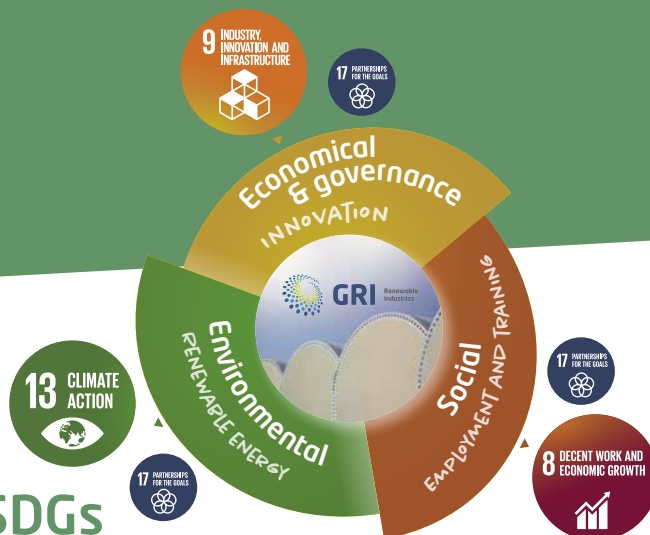 9 INDUSTRY,
INNOVATION AND
INFRASTRUCTURE
17 PARTNERSHIPS
FOR THE GOALS
Economical
& governance
INNOVATION
GRI Renewable
Industries
Environmental
RENEWABLE ENERGY
Social
EMPLOYMENT AND TRAINING
13 CLIMATE
ACTION
17 PARTNERSHIPS
FOR THE GOALS
17 PARTNERSHIPS
FOR THE GOALS
8 DECENT WORK AND
ECONOMIC GROWTH
SDGs